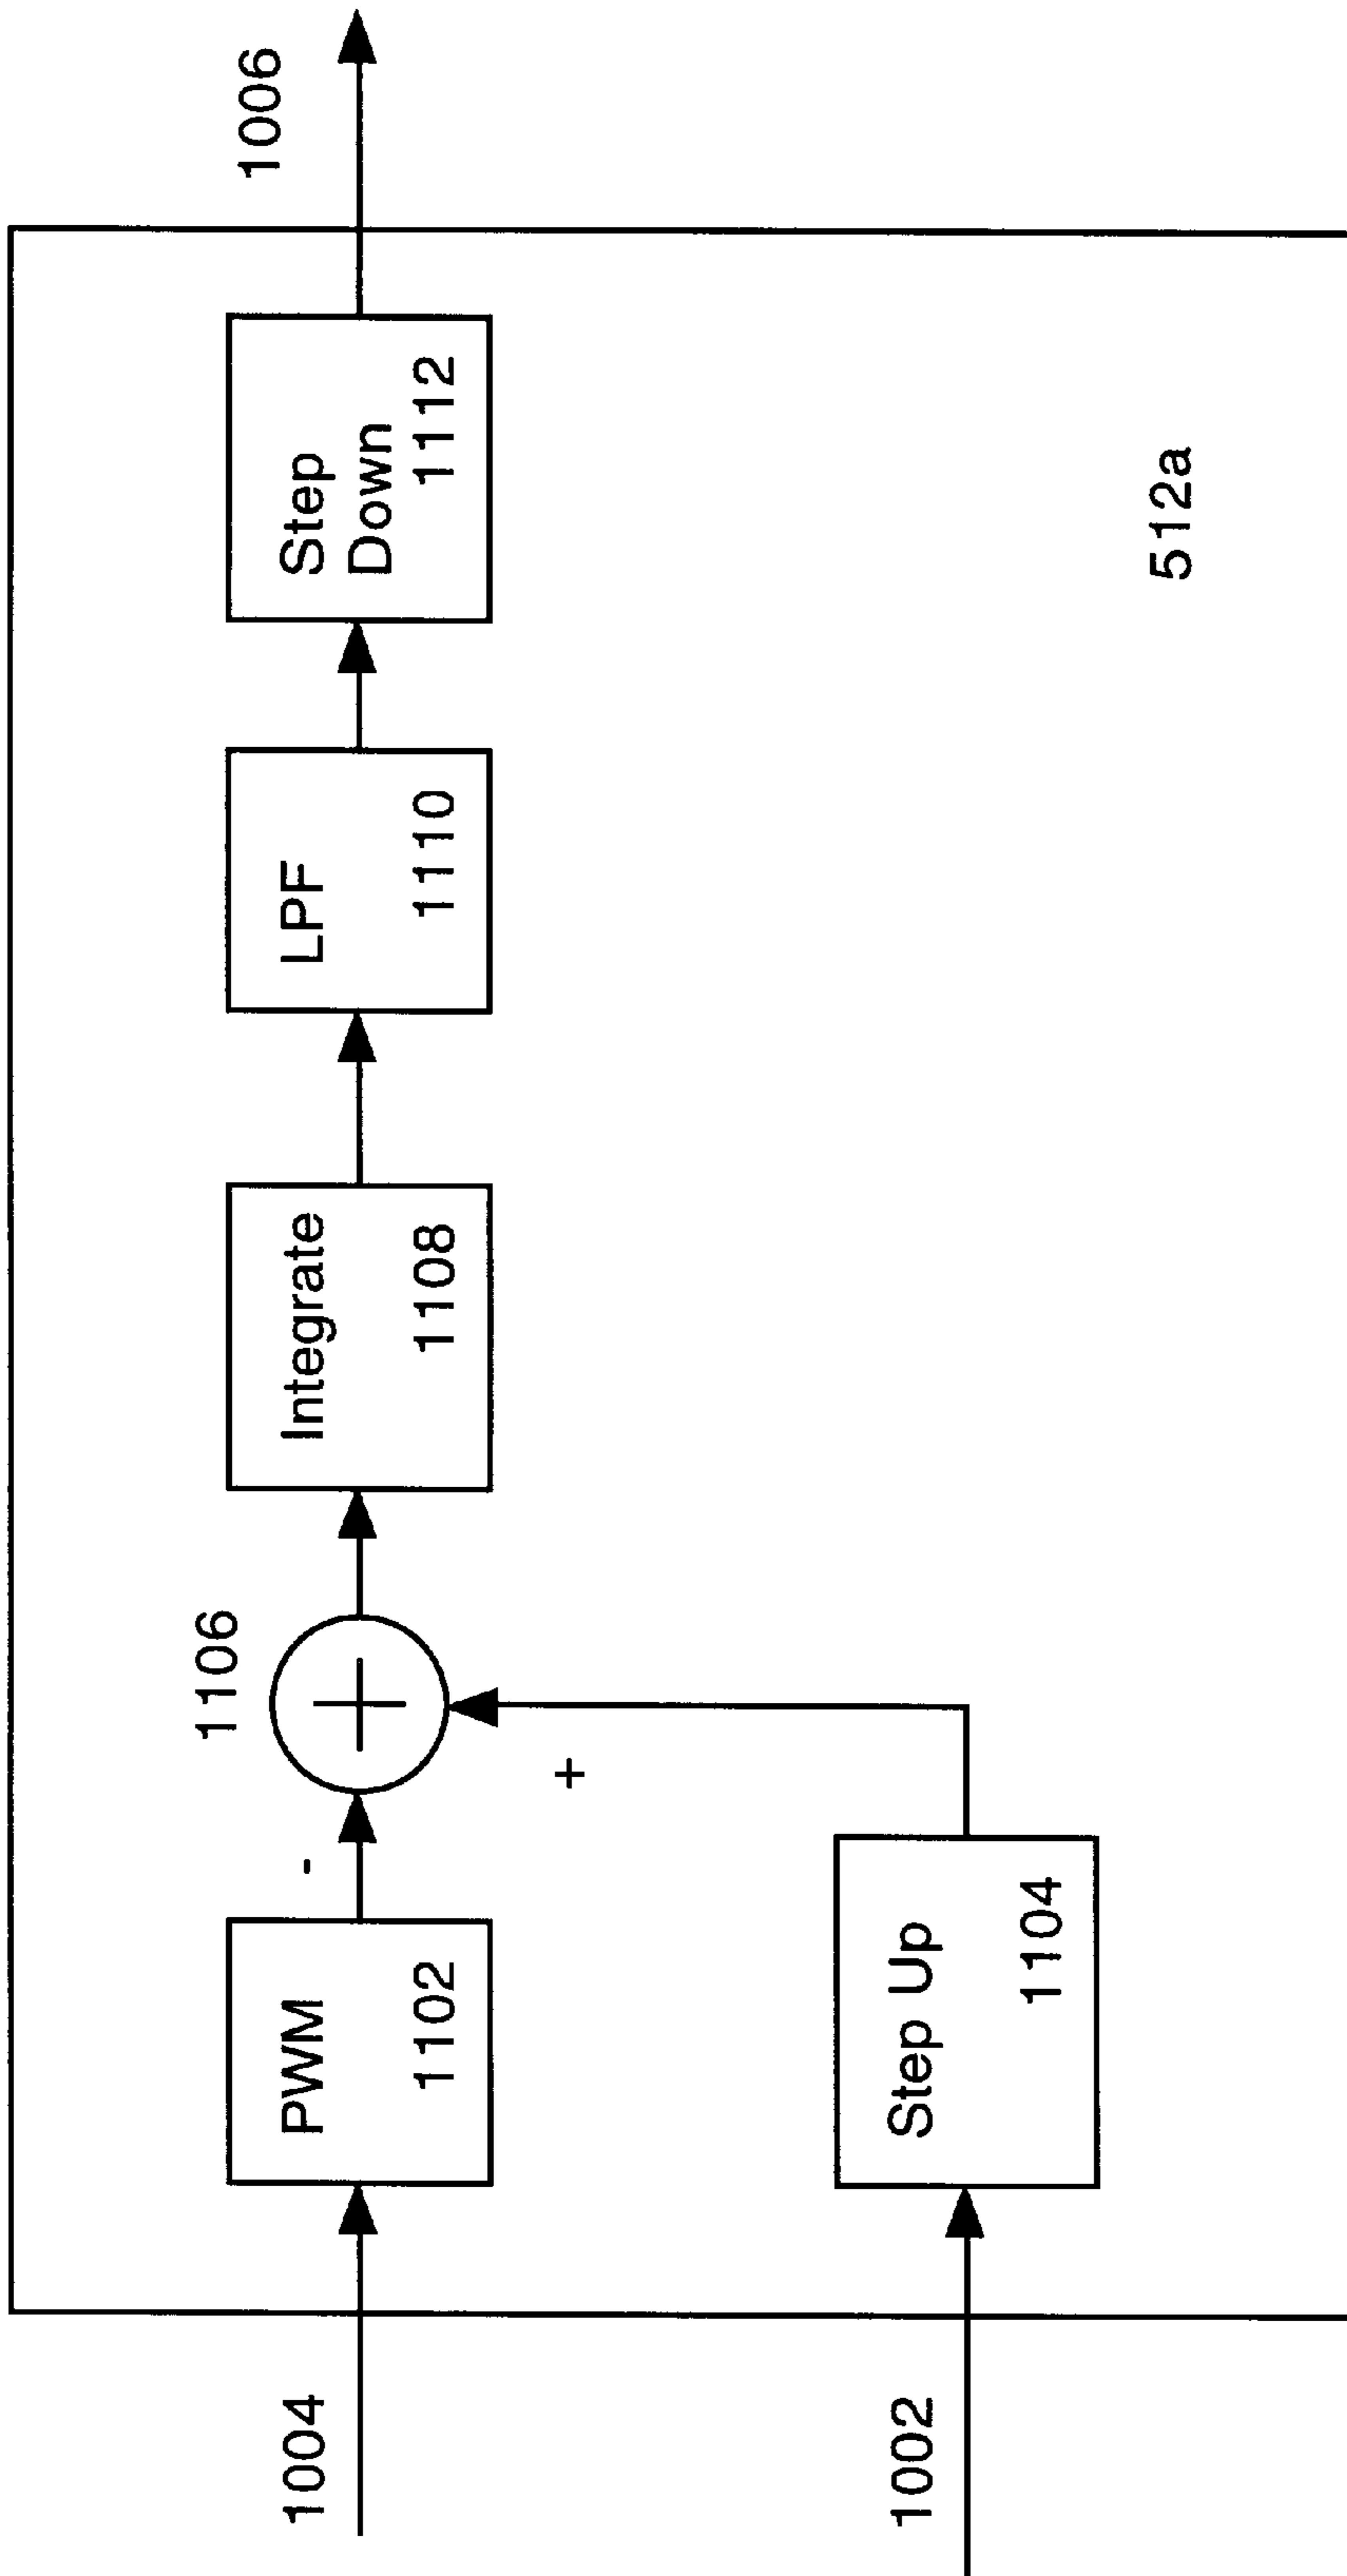 1004
PWM
1102
-
1106
+
Integrate
1108
LPF
1110
Step
Down
1112
1006
1002
Step Up
1104
512a